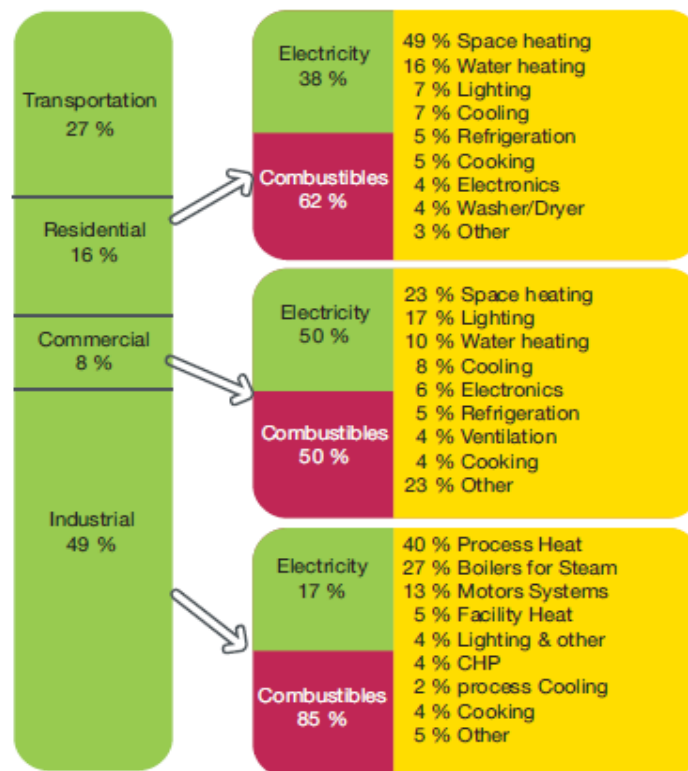 Transportation
27 %
Residential
16 %
Commercial
8 %
Industrial
49 %
Electricity
38 %
Combustibles
62 %
49 % Space heating
16 % Water heating
7 % Lighting
7 % Cooling
5 % Refrigeration
5 % Cooking
4 % Electronics
4 % Washer/Dryer
3 % Other
Electricity
50 %
Combustibles
50 %
23 % Space heating
17 % Lighting
10 % Water heating
8 % Cooling
6 % Electronics
5 % Refrigeration
4 % Ventilation
4 % Cooking
23 % Other
Electricity
17 %
Combustibles
85 %
40 % Process Heat
27 % Boilers for Steam
13 % Motors Systems
5 % Facility Heat
4 % Lighting & other
4 % CHP
2 % process Cooling
4 % Cooking
5 % Other